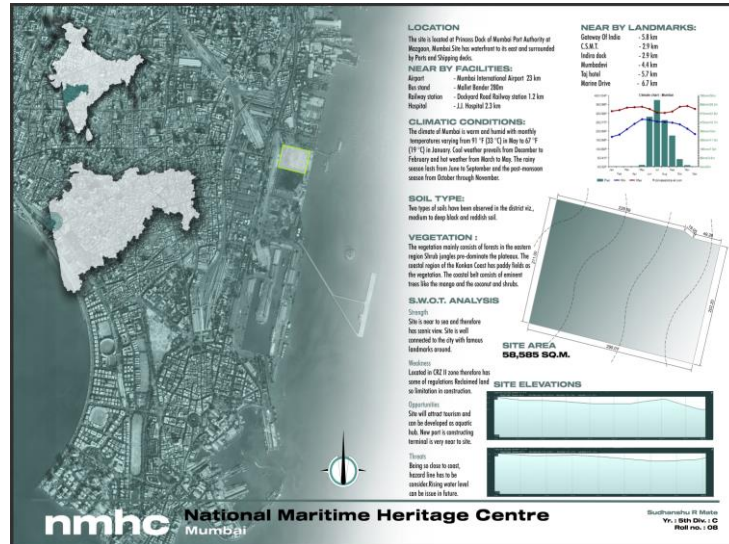 LOCATION
The site is located at Princess Dock of Mumbai Port Authority at
Mazgoan, Mumbai.Site has waterfront to its east and surrounded
by Ports and Shipping docks.
NEAR BY FACILITIES:
Airport - Mumbai International Airport 23 km
Bus stand - Mallet Bander 280m
Railway station - Dockyard Road Railway station 1.2 km
Hospital - J.J. Hospital 2.3 km
CLIMATIC CONDITIONS:
The climate of Mumbai is warm and humid with monthly
temperatures varying from 91 °F (33 °C) in May to 67 °F
(19 °C) in January. Cool weather prevails from December to
February and hot weather from March to May. The rainy
season lasts from June to September and the post-monsoon
season from October through November.
SOIL TYPE:
Two types of soils have been observed in the district viz.,
medium to deep black and reddish soil.
VEGETATION :
The vegetation mainly consists of forests in the eastern
region Shrub jungles pre-dominate the plateaus. The
coastal region of the Konkan Coast has paddy fields as
the vegetation. The coastal belt consists of eminent
trees like the mango and the coconut and shrubs.
S.W.O.T. ANALYSIS
Strength
Site is near to sea and therefore
has scenic view. Site is well
connected to the city with famous
landmarks around.
Weakness
Located in CRZ II zone therefore has
some of regulations Reclaimed land
so limitation in construction.
Opportunities
Site will attract tourism and
can be developed as aquatic
hub. New port is constructing
terminal is very near to site.
Threats
Being so close to coast,
hazard line has to be
consider.Rising water level
can be issue in future.
NEAR BY LANDMARKS:
Gateway Of India - 5.8 km
C.S.M.T. - 2.9 km
Indira dock - 2.9 km
Mumbadevi - 4.4 km
Taj hotel - 5.7 km
Marine Drive - 6.7 km
SITE AREA
58,585 SQ.M.
SITE ELEVATIONS
nmhc National Maritime Heritage Centre
Mumbai
Sudhanshu R Mate
Yr. : 5th Div. : C
Roll no. : 08